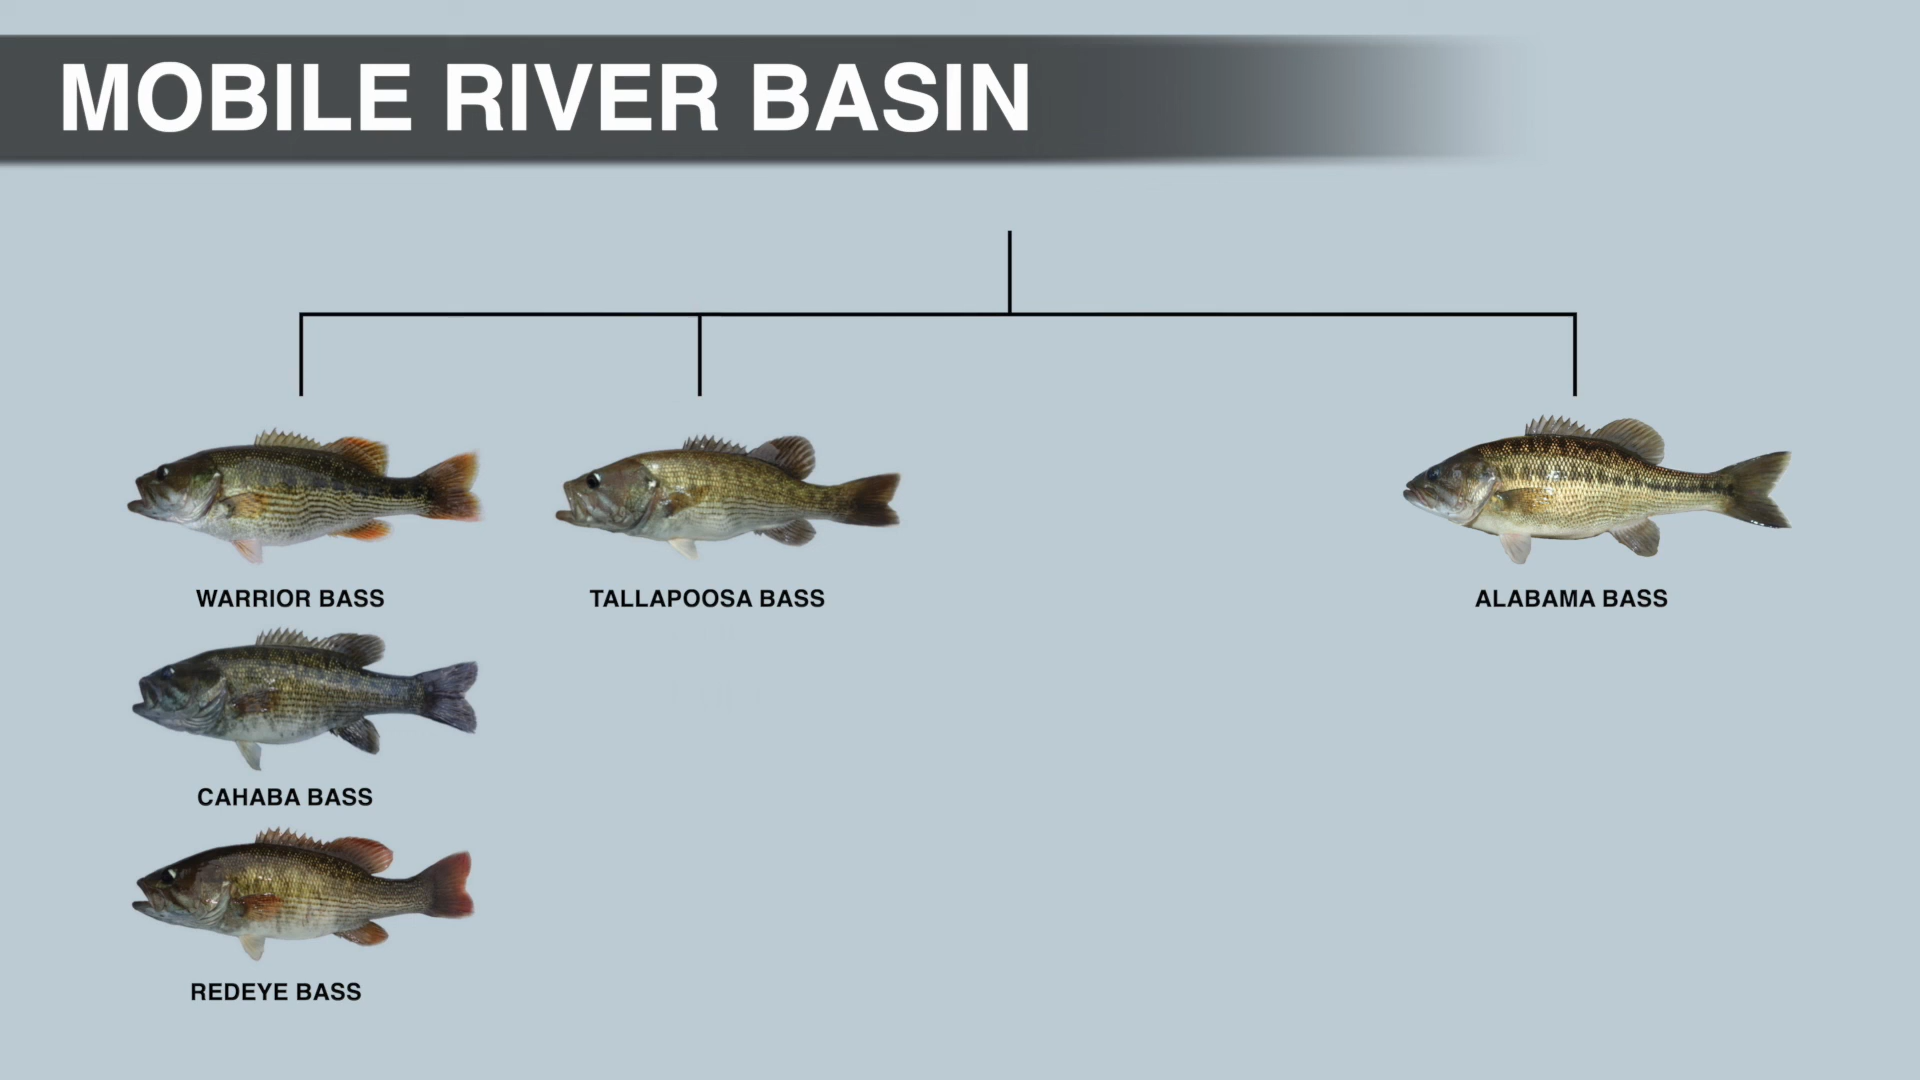 MOBILE RIVER BASIN
WARRIOR BASS
TALLAPOOSA BASS
ALABAMA BASS
CAHABA BASS
REDEYE BASS